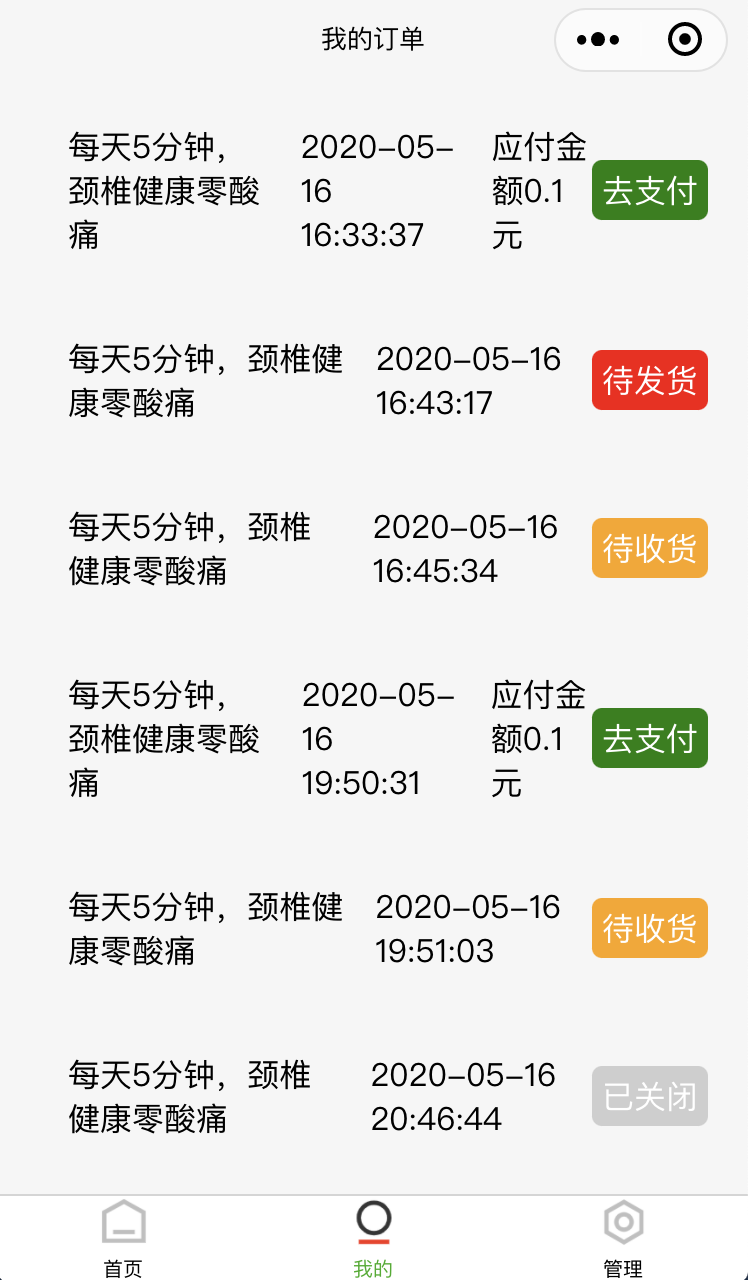 我的订单
每天5分钟，
颈椎健康零酸
痛
2020-05-
16
16:33:37
应付金
额0.1
元
去支付
每天5分钟，颈椎健
康零酸痛
2020-05-16
16:43:17
待发货
每天5分钟，颈椎
健康零酸痛
2020-05-16
16:45:34
待收货
每天5分钟，
颈椎健康零酸
痛
2020-05-
16
19:50:31
应付金
额0.1
元
去支付
每天5分钟，颈椎健
康零酸痛
2020-05-16
19:51:03
待收货
每天5分钟，颈椎
健康零酸痛
2020-05-16
20:46:44
已关闭
首页
我的
管理